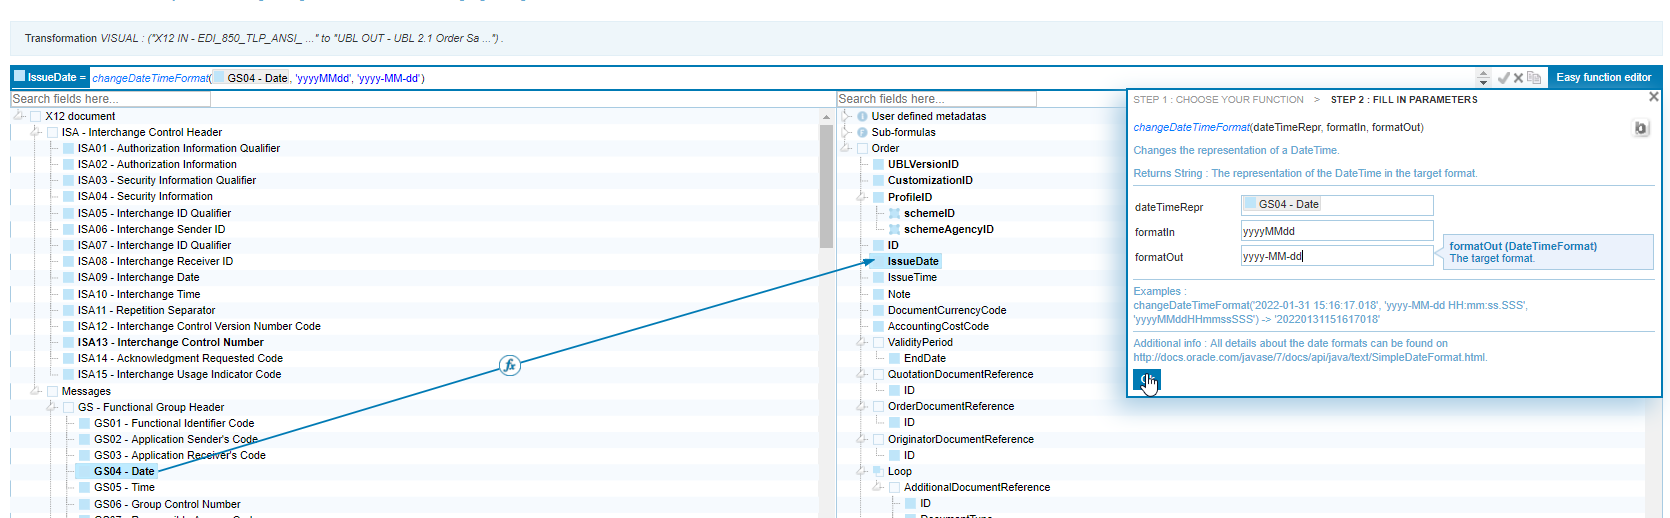 Transformation VISUAL : ("X12 IN - EDI_850_TLP_ANSI_ ..." to "UBL OUT - UBL 2.1 Order Sa ...") .
IssueDate = changeDateTimeFormat( GS04 - Date , 'yyyyMMdd', 'yyyy-MM-dd')
Easy function editor
Search fields here...
X12 document
ISA - Interchange Control Header
ISA01 - Authorization Information Qualifier
ISA02 - Authorization Information
ISA03 - Security Information Qualifier
ISA04 - Security Information
ISA05 - Interchange ID Qualifier
ISA06 - Interchange Sender ID
ISA07 - Interchange ID Qualifier
ISA08 - Interchange Receiver ID
ISA09 - Interchange Date
ISA10 - Interchange Time
ISA11 - Repetition Separator
ISA12 - Interchange Control Version Number Code
ISA13 - Interchange Control Number
ISA14 - Acknowledgment Requested Code
ISA15 - Interchange Usage Indicator Code
Messages
GS - Functional Group Header
GS01 - Functional Identifier Code
GS02 - Application Sender's Code
GS03 - Application Receiver's Code
GS04 - Date
GS05 - Time
GS06 - Group Control Number
fx
Search fields here...
User defined metadatas
Sub-formulas
Order
UBLVersionID
CustomizationID
ProfileID
schemeID
schemeAgencyID
ID
IssueDate
IssueTime
Note
DocumentCurrencyCode
AccountingCostCode
ValidityPeriod
EndDate
QuotationDocumentReference
ID
OrderDocumentReference
ID
OriginatorDocumentReference
ID
Loop
AdditionalDocumentReference
ID
DocumentType
STEP 1 : CHOOSE YOUR FUNCTION > STEP 2 : FILL IN PARAMETERS
changeDateTimeFormat(dateTimeRepr, formatIn, formatOut)
Changes the representation of a DateTime.
Returns String : The representation of the DateTime in the target format.
dateTimeRepr GS04 - Date
formatIn yyyyMMdd
formatOut yyyy-MM-dd
formatOut (DateTimeFormat)
The target format.
Examples :
changeDateTimeFormat('2022-01-31 15:16:17.018', 'yyyy-MM-dd HH:mm:ss.SSS',
'yyyyMMddHHmmssSSS') -> '20220131151617018'
Additional info : All details about the date formats can be found on
http://docs.oracle.com/javase/7/docs/api/java/text/SimpleDateFormat.html.